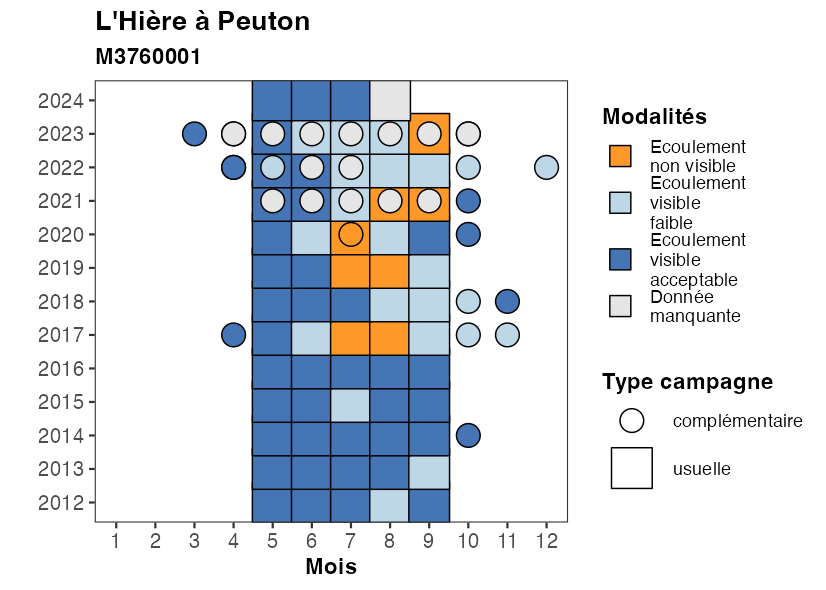 L'Hière à Peuton
M3760001
2024
2023
2022
2021
2020
2019
2018
2017
2016
2015
2014
2013
2012
1 2 3 4 5 6 7 8 9 10 11 12
Mois
Modalités
Ecoulement
non visible
Ecoulement
visible
faible
Ecoulement
visible
acceptable
Donnée
manquante
Type campagne
complémentaire
usuelle